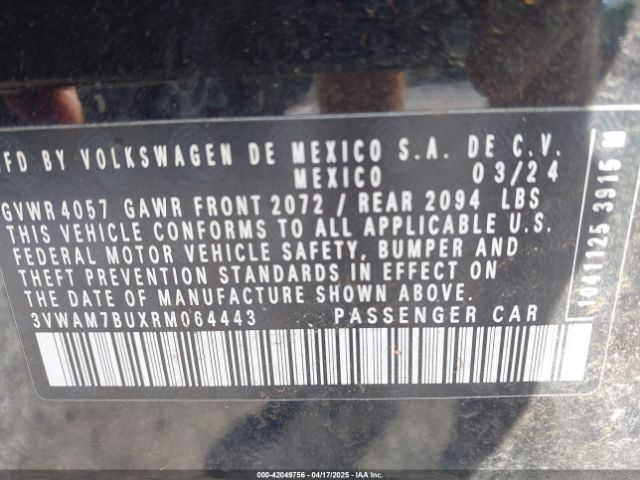 MFD BY VOLKSWAGEN DE MEXICO S.A. DE C.V.
MEXICO 03/24
GVWR 4057 GAWR FRONT 2072 / REAR 2094 LBS
THIS VEHICLE CONFORMS TO ALL APPLICABLE U.S.
FEDERAL MOTOR VEHICLE SAFETY, BUMPER AND
THEFT PREVENTION STANDARDS IN EFFECT ON
THE DATE OF MANUFACTURE SHOWN ABOVE.
3VWAM7BUXRM064443 PASSENGER CAR
1041125 3915 M
000-42049756 - 04/17/2025 - IAA Inc.